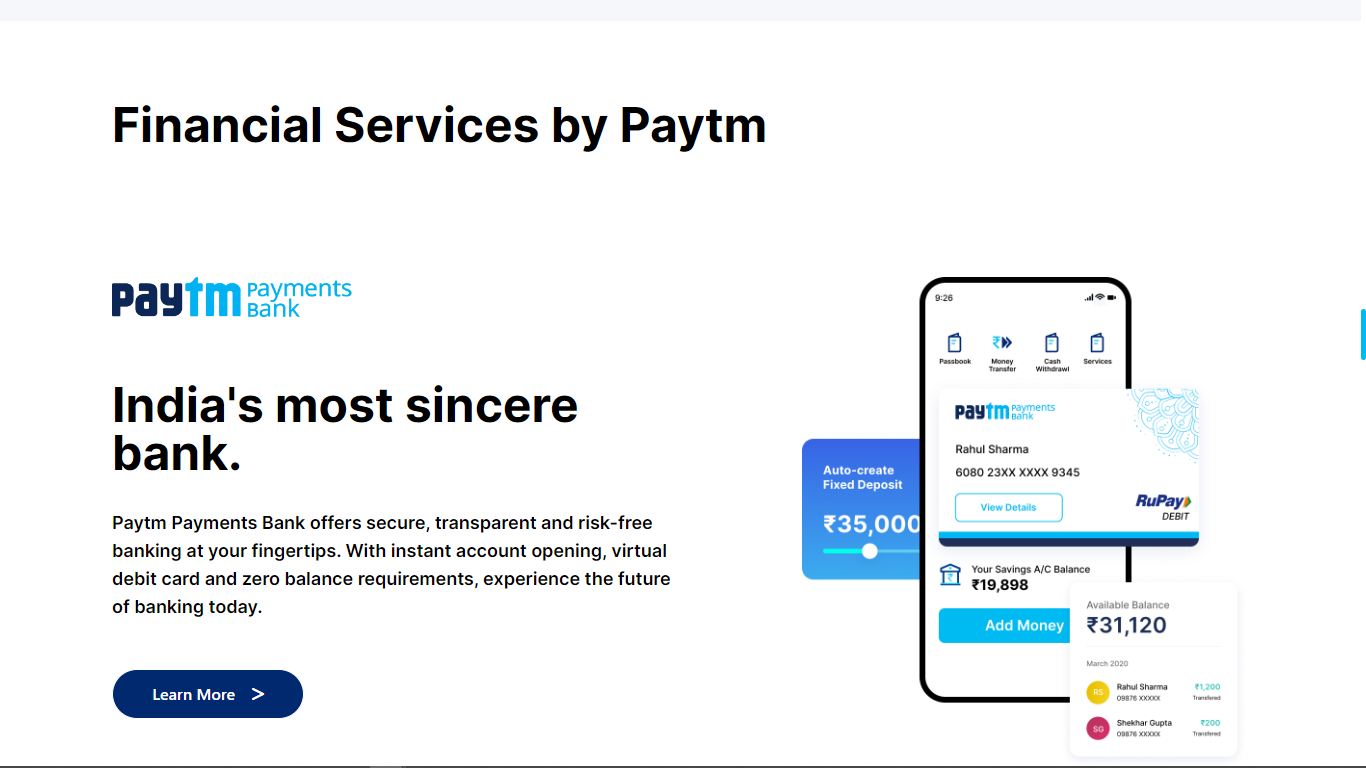 Financial Services by Paytm
paytm Payments Bank
India's most sincere
bank.
Paytm Payments Bank offers secure, transparent and risk-free
banking at your fingertips. With instant account opening, virtual
debit card and zero balance requirements, experience the future
of banking today.
Learn More >
9:26
Passbook
Money
Transfer
Cash
Withdrawl
Services
paytm Payments Bank
Rahul Sharma
6080 23XX XXXX 9345
View Details
RuPay
DEBIT
Auto-create
Fixed Deposit
₹35,000
Your Savings A/C Balance
₹19,898
Add Money
Available Balance
₹31,120
March 2020
RS
Rahul Sharma
₹1,200
09876 XXXXX
Transfered
SG
Shekhar Gupta
₹200
09876 XXXXX
Transfered